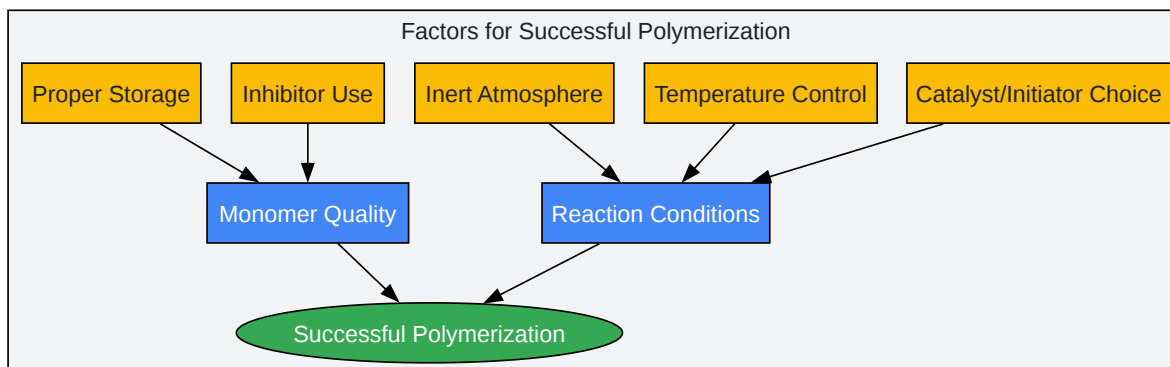 Factors for Successful Polymerization
Proper Storage
Inhibitor Use
Inert Atmosphere
Temperature Control
Catalyst/Initiator Choice
Monomer Quality
Reaction Conditions
Successful Polymerization